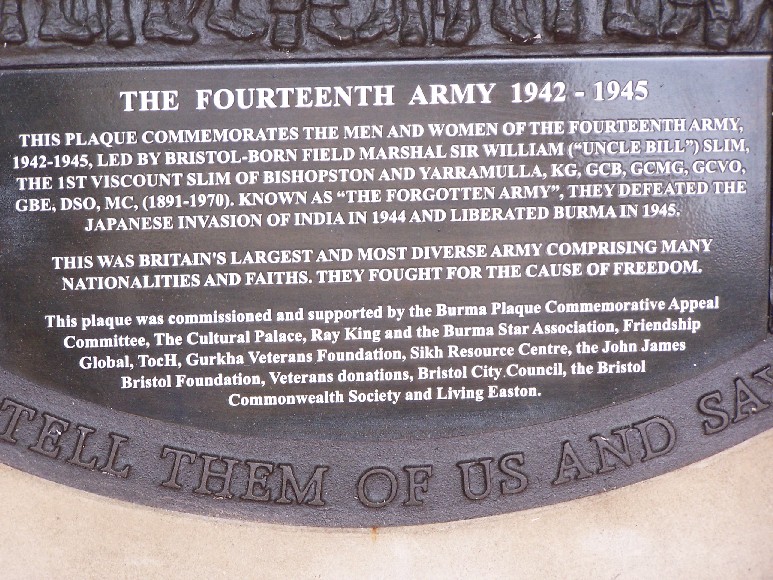 THE FOURTEENTH ARMY 1942 - 1945
THIS PLAQUE COMMEMORATES THE MEN AND WOMEN OF THE FOURTEENTH ARMY,
1942-1945, LED BY BRISTOL-BORN FIELD MARSHAL SIR WILLIAM ("UNCLE BILL") SLIM,
THE 1ST VISCOUNT SLIM OF BISHOPSTON AND YARRAMULLA, KG, GCB, GCMG, GCVO,
GBE, DSO, MC, (1891-1970). KNOWN AS "THE FORGOTTEN ARMY", THEY DEFEATED THE
JAPANESE INVASION OF INDIA IN 1944 AND LIBERATED BURMA IN 1945.
THIS WAS BRITAIN'S LARGEST AND MOST DIVERSE ARMY COMPRISING MANY
NATIONALITIES AND FAITHS. THEY FOUGHT FOR THE CAUSE OF FREEDOM.
This plaque was commissioned and supported by the Burma Plaque Commemorative Appeal
Committee, The Cultural Palace, Ray King and the Burma Star Association, Friendship
Global, TocH, Gurkha Veterans Foundation, Sikh Resource Centre, the John James
Bristol Foundation, Veterans donations, Bristol City Council, the Bristol
Commonwealth Society and Living Easton.
TELL THEM OF US AND SAY